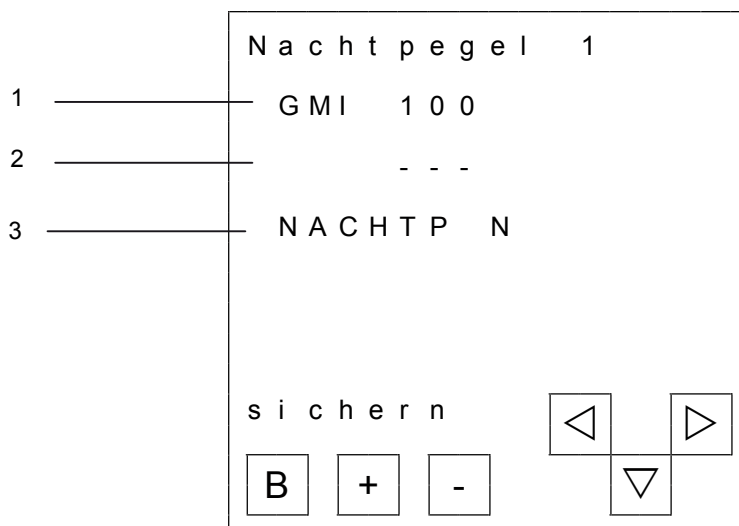 Nachtpegel 1
1 GMI 100
2 ---
3 NACHTP N
sichern
B + -